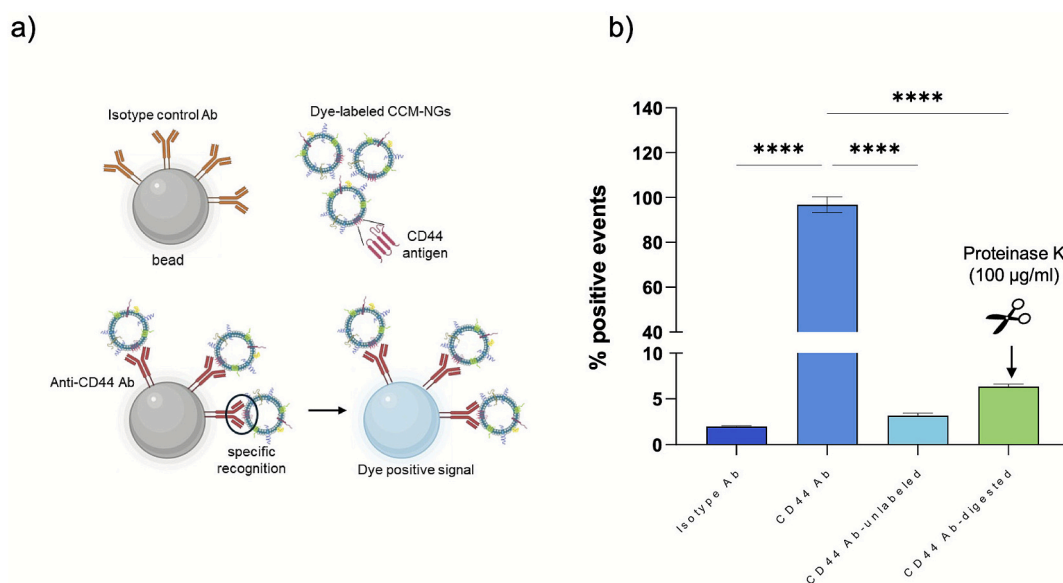 a)
Isotype control Ab
bead
Dye-labeled CCM-NGs
CD44
antigen
Anti-CD44 Ab
specific
recognition
Dye positive signal
b)
% positive events
140
120
100
80
60
40
10
5
0
****
****
****
Proteinase K
(100 µg/ml)
Isotype Ab
CD44 Ab
CD44 Ab-unlabeled
CD44 Ab-digested